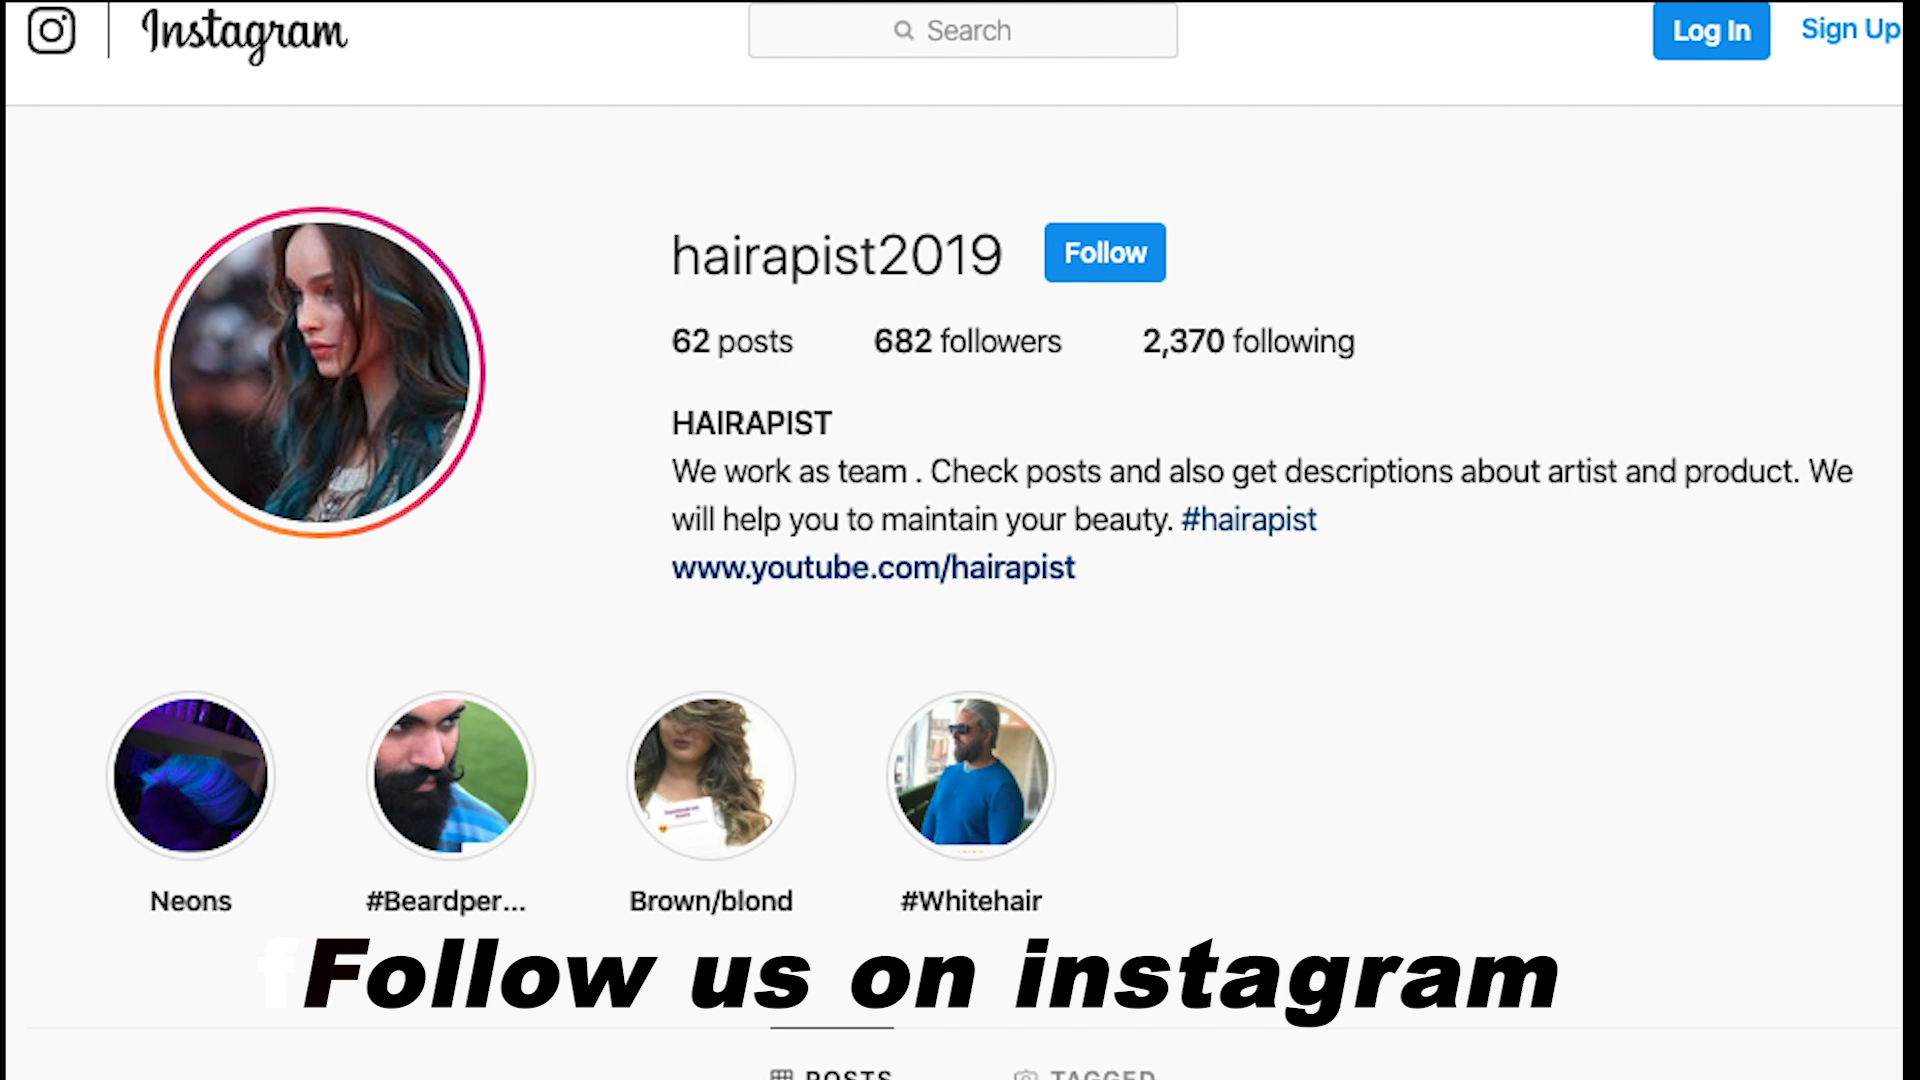 Instagram
Search
Log In
Sign Up
hairapist2019
Follow
62 posts
682 followers
2,370 following
HAIRAPIST
We work as team . Check posts and also get descriptions about artist and product. We
will help you to maintain your beauty. #hairapist
www.youtube.com/hairapist
Neons
#Beardper...
Brown/blond
#Whitehair
fFollow us on instagram
POSTS
TAGGED